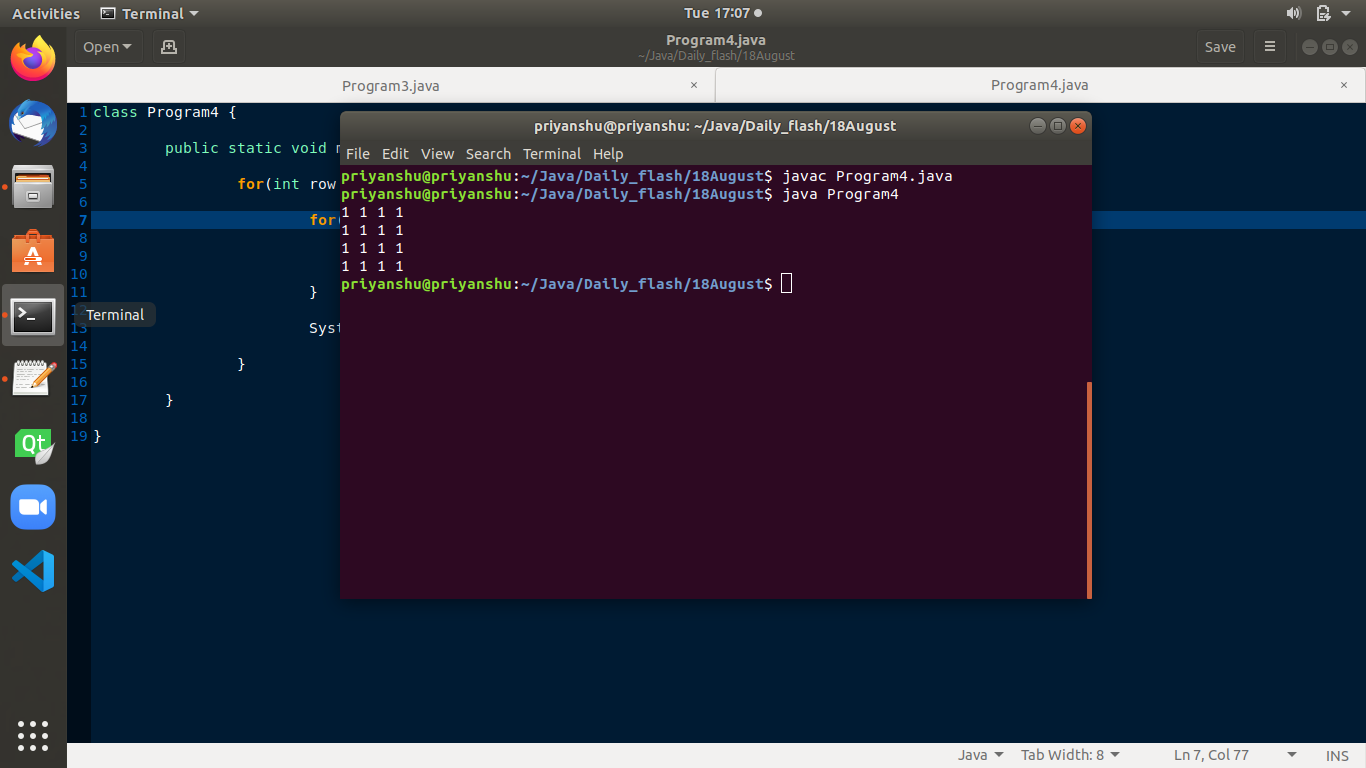 Activities Terminal Tue 17:07
Open Program4.java Save
~/Java/Daily_flash/18August
Program3.java × Program4.java ×
1 class Program4 {
2
3 public static void
4
5 for(int row
6
7 for(
8
9
10
11 }
13 Syst
14
15 }
16
17 }
18
19 }
Terminal
priyanshu@priyanshu: ~/Java/Daily_flash/18August
File Edit View Search Terminal Help
priyanshu@priyanshu:~/Java/Daily_flash/18August$ javac Program4.java
priyanshu@priyanshu:~/Java/Daily_flash/18August$ java Program4
1 1 1 1
1 1 1 1
1 1 1 1
1 1 1 1
priyanshu@priyanshu:~/Java/Daily_flash/18August$
Qt
Java Tab Width: 8 Ln 7, Col 77 INS